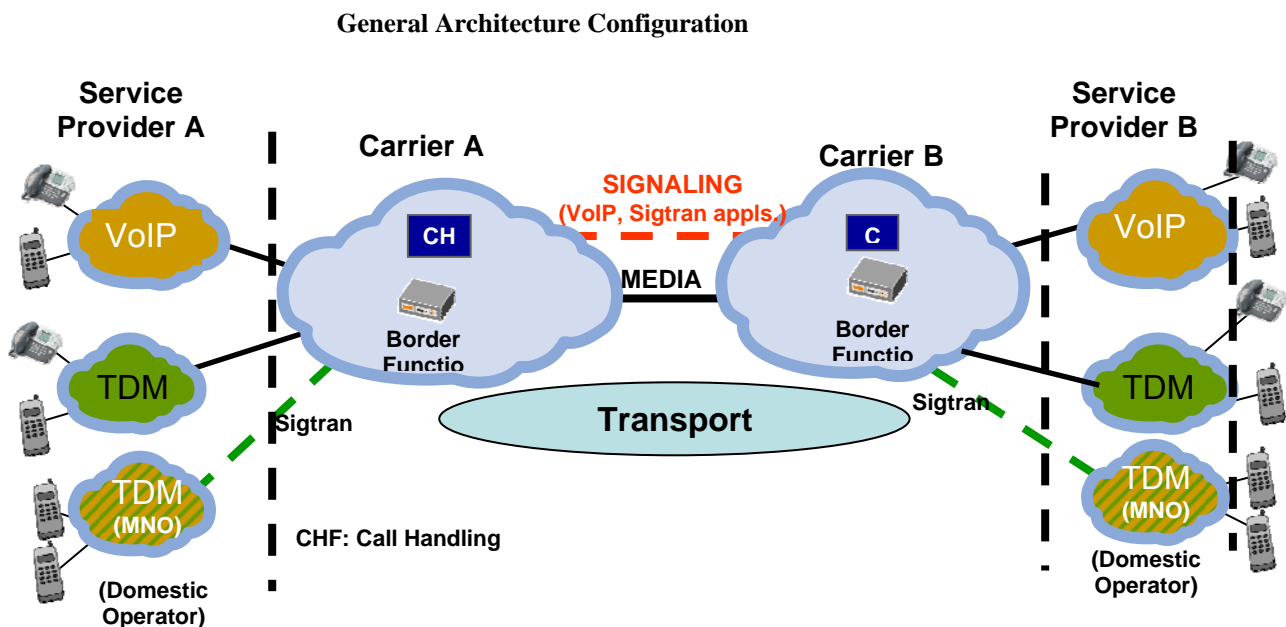 General Architecture Configuration
Service
Provider A
Service
Provider B
Carrier A
Carrier B
SIGNALING
(VoIP, Sigtran appls.)
VoIP
CH
C
VoIP
MEDIA
Border
Functio
Border
Functio
TDM
TDM
Transport
Sigtran
Sigtran
TDM
(MNO)
TDM
(MNO)
CHF: Call Handling
(Domestic
Operator)
(Domestic
Operator)